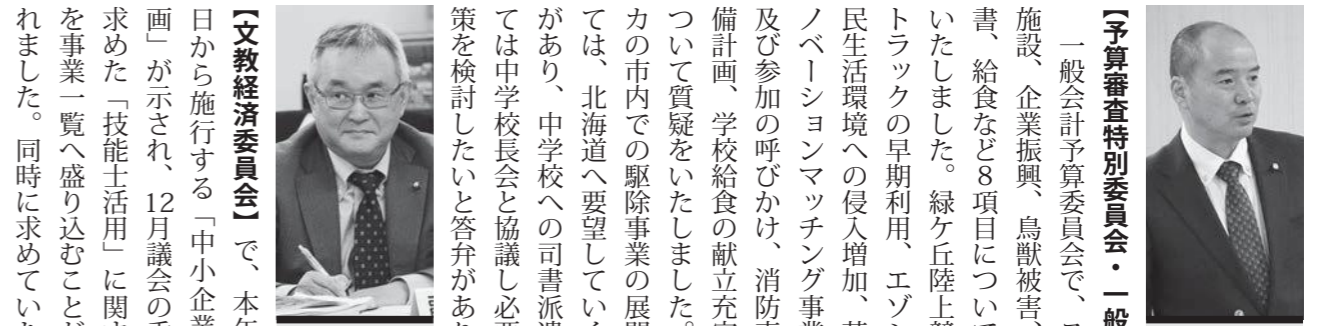 【予算審査特別委員会・一般
一般会計予算委員会で、ス
施設、企業振興、鳥獣被害、
書、給食など8項目について
いたしました。緑ケ丘陸上競
トラックの早期利用、エゾシ
民生活環境への侵入増加、
ノベーションマッチング事業
及び参加の呼びかけ、消防
備計画、学校給食の献立充実
ついて質疑をいたしました。
カの市内での駆除事業の展開
ては、北海道へ要望していく
があり、中学校への司書派遣
ては中学校長会と協議し必要
策を検討したいと答弁があり
【文教経済委員会】で、本年
日から施行する「中小企業
画」が示され、12月議会の
求めた「技能士活用」に関す
を事業一覧へ盛り込むことが
れました。同時に求めてい